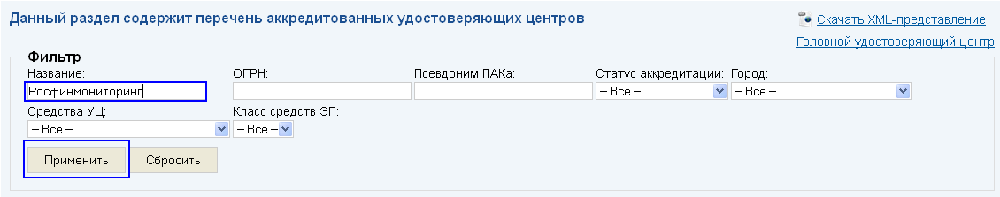 Данный раздел содержит перечень аккредитованных удостоверяющих центров
Скачать XML-представление
Головной удостоверяющий центр
Фильтр
Название: ОГРН: Псевдоним ПАКа: Статус аккредитации: Город:
Росфинмониторинг – Все – – Все –
Средства УЦ: Класс средств ЭП:
– Все – – Все –
Применить Сбросить